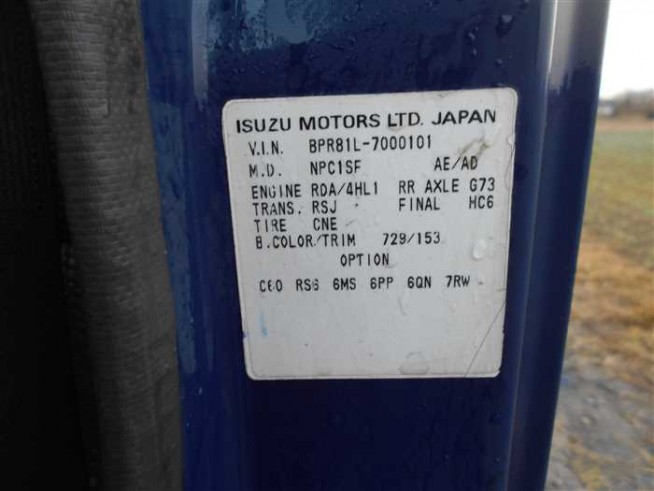 ISUZU MOTORS LTD. JAPAN
V.I.N. BPR81L-7000101
M.D. NPC1SF AE/AD
ENGINE RDA/4HL1 RR AXLE G73
TRANS. RSJ FINAL HC6
TIRE CNE
B.COLOR/TRIM 729/153
OPTION
C60 RS6 6MS 6PP 6QN 7RW